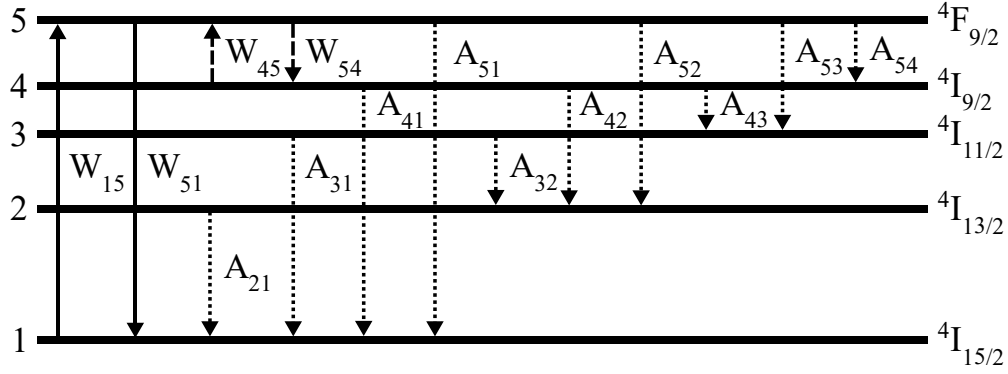 5 ⁴F₉/₂
W₄₅ W₅₄ A₅₁ A₅₂ A₅₃ A₅₄
4 ⁴I₉/₂
A₄₁ A₄₂ A₄₃
3 ⁴I₁₁/₂
W₁₅ W₅₁ A₃₁ A₃₂
2 ⁴I₁₃/₂
A₂₁
1 ⁴I₁₅/₂